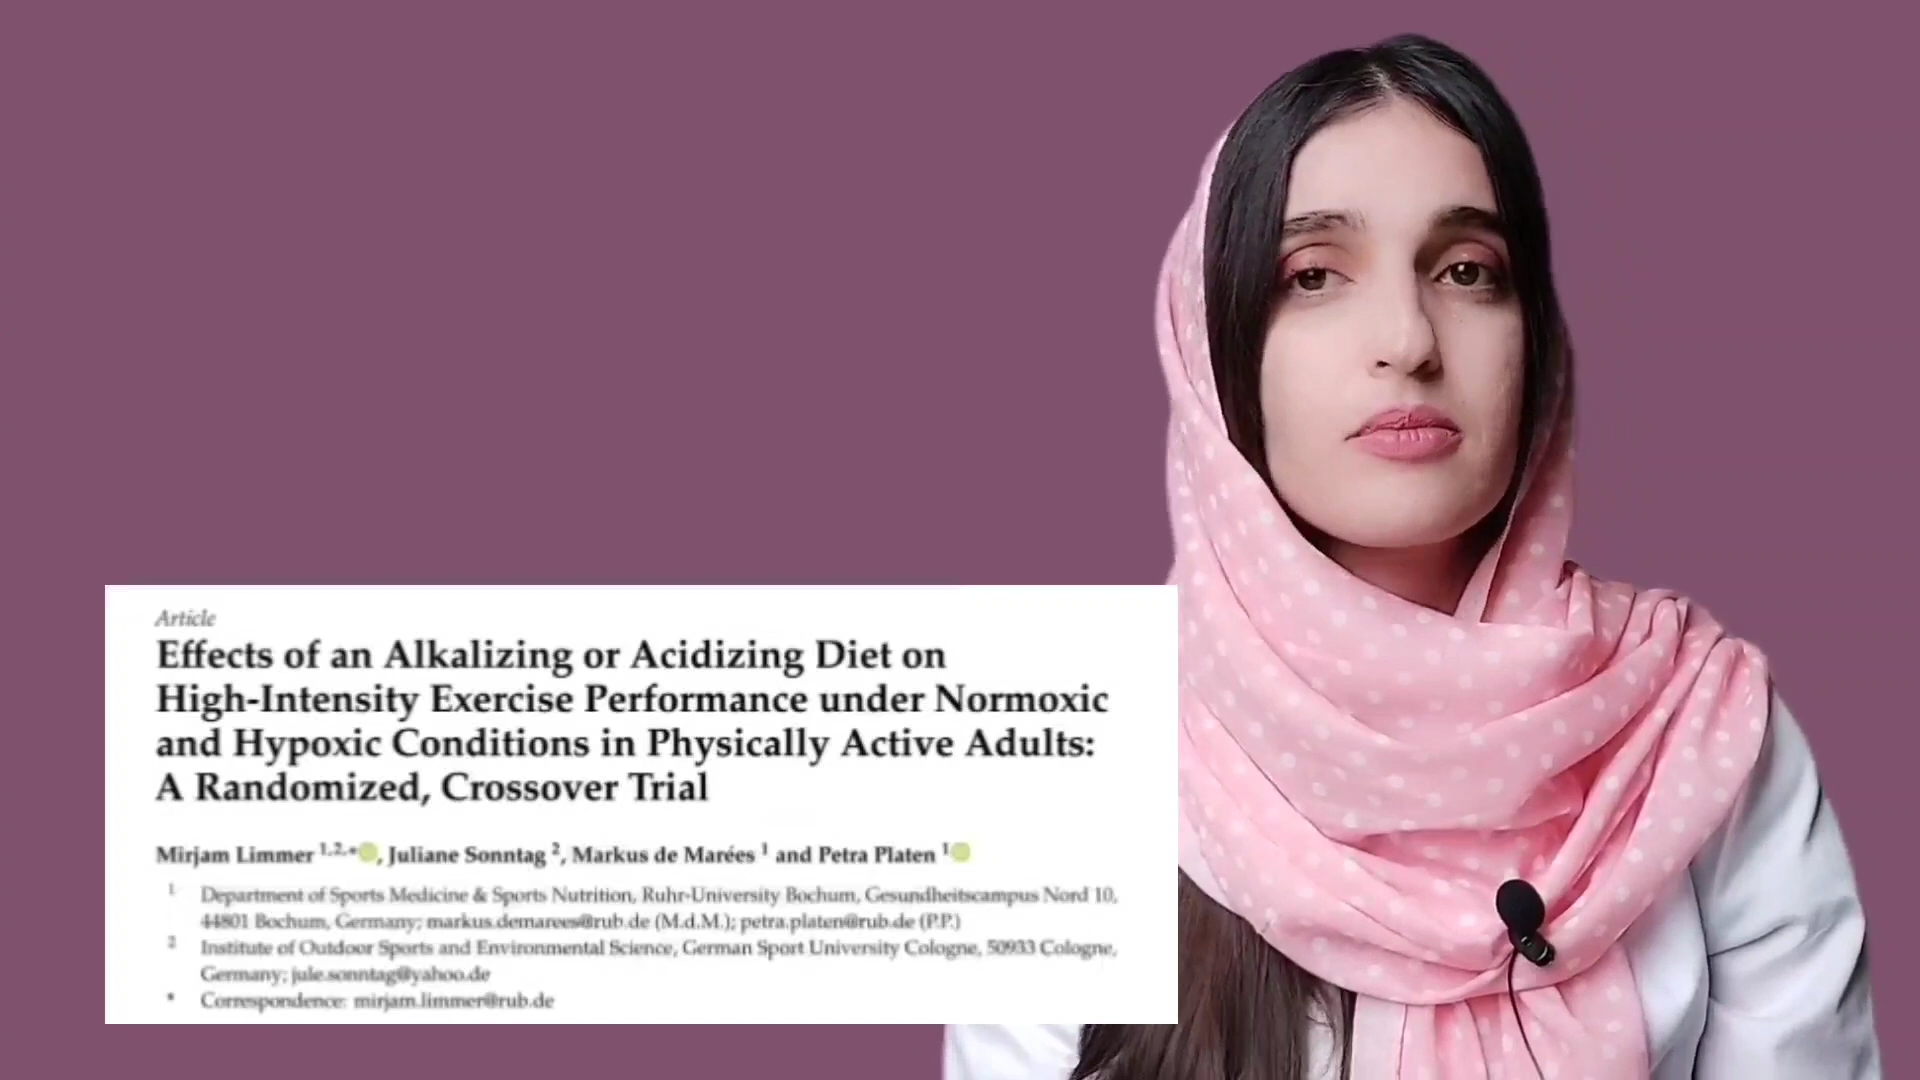 Article
Effects of an Alkalizing or Acidizing Diet on
High-Intensity Exercise Performance under Normoxic
and Hypoxic Conditions in Physically Active Adults:
A Randomized, Crossover Trial
Mirjam Limmer 1,2,*, Juliane Sonntag 2, Markus de Marées 1 and Petra Platen 1
1 Department of Sports Medicine & Sports Nutrition, Ruhr-University Bochum, Gesundheitscampus Nord 10,
44801 Bochum, Germany; markus.demarees@rub.de (M.d.M.); petra.platen@rub.de (P.P.)
2 Institute of Outdoor Sports and Environmental Science, German Sport University Cologne, 50933 Cologne,
Germany; jule.sonntag@yahoo.de
* Correspondence: mirjam.limmer@rub.de